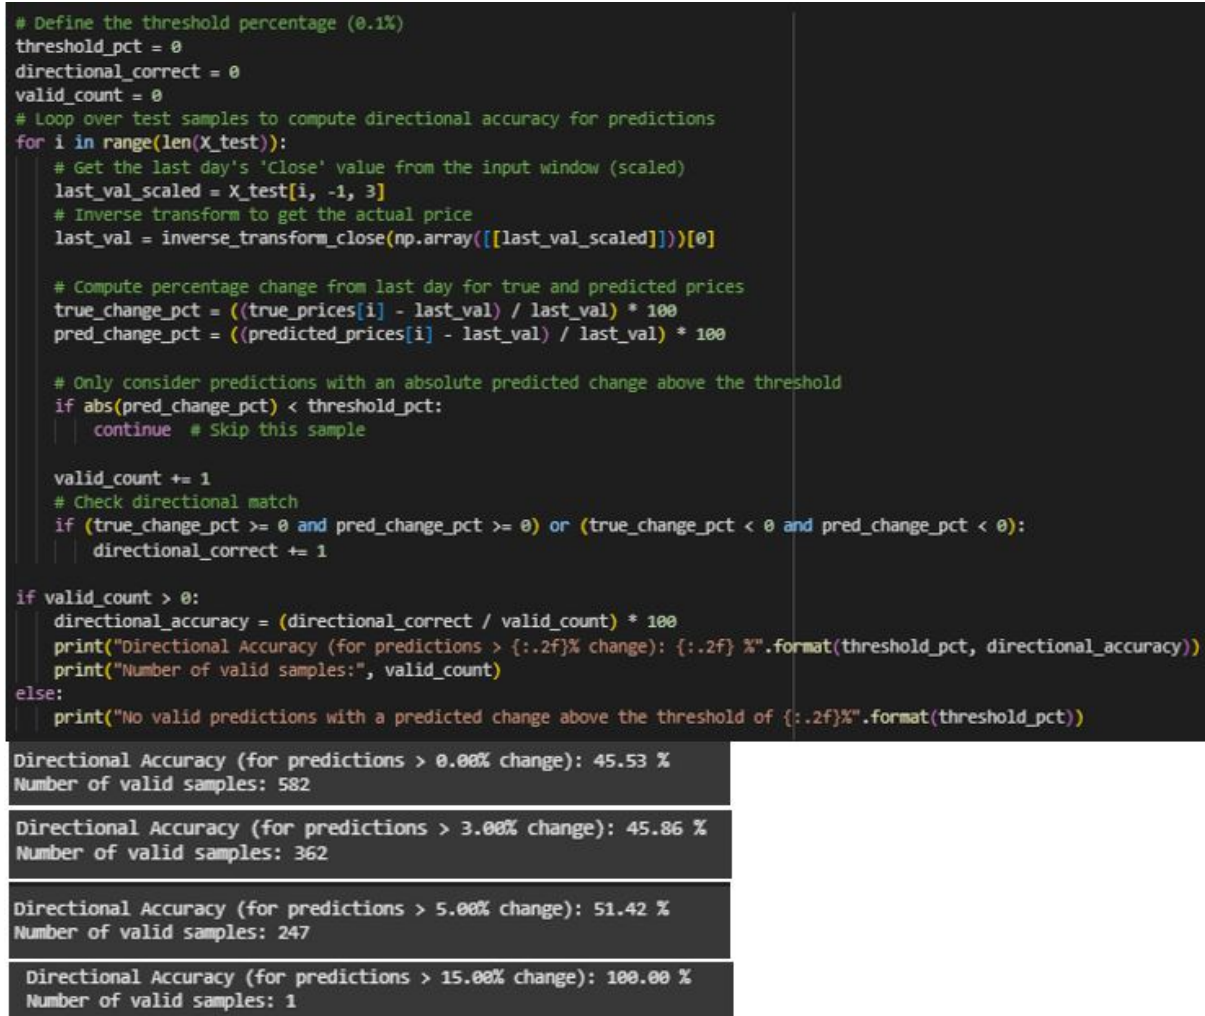 # Define the threshold percentage (0.1%)
threshold_pct = 0
directional_correct = 0
valid_count = 0
# Loop over test samples to compute directional accuracy for predictions
for i in range(len(X_test)):
    # Get the last day's 'Close' value from the input window (scaled)
    last_val_scaled = X_test[i, -1, 3]
    # Inverse transform to get the actual price
    last_val = inverse_transform_close(np.array([[last_val_scaled]]))[0]

    # Compute percentage change from last day for true and predicted prices
    true_change_pct = ((true_prices[i] - last_val) / last_val) * 100
    pred_change_pct = ((predicted_prices[i] - last_val) / last_val) * 100

    # Only consider predictions with an absolute predicted change above the threshold
    if abs(pred_change_pct) < threshold_pct:
        continue  # Skip this sample

    valid_count += 1
    # Check directional match
    if (true_change_pct >= 0 and pred_change_pct >= 0) or (true_change_pct < 0 and pred_change_pct < 0):
        directional_correct += 1

if valid_count > 0:
    directional_accuracy = (directional_correct / valid_count) * 100
    print("Directional Accuracy (for predictions > {:.2f}% change): {:.2f} %".format(threshold_pct, directional_accuracy))
    print("Number of valid samples:", valid_count)
else:
    print("No valid predictions with a predicted change above the threshold of {:.2f}%".format(threshold_pct))
Directional Accuracy (for predictions > 0.00% change): 45.53 %
Number of valid samples: 582
Directional Accuracy (for predictions > 3.00% change): 45.86 %
Number of valid samples: 362
Directional Accuracy (for predictions > 5.00% change): 51.42 %
Number of valid samples: 247
Directional Accuracy (for predictions > 15.00% change): 100.00 %
Number of valid samples: 1